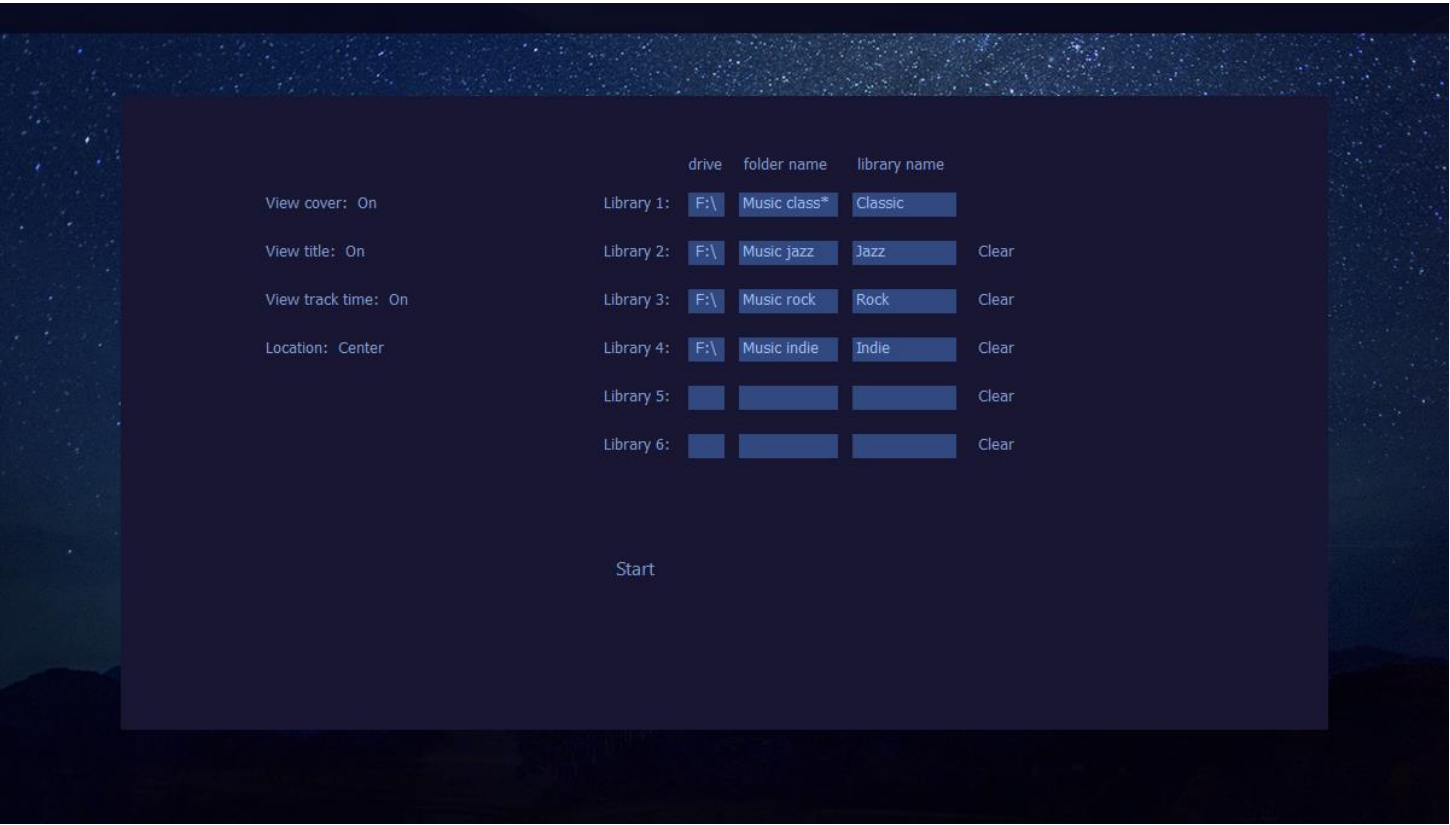 drive folder name library name
View cover: On Library 1: F:\ Music class* Classic
View title: On Library 2: F:\ Music jazz Jazz Clear
View track time: On Library 3: F:\ Music rock Rock Clear
Location: Center Library 4: F:\ Music indie Indie Clear
Library 5: Clear
Library 6: Clear
Start